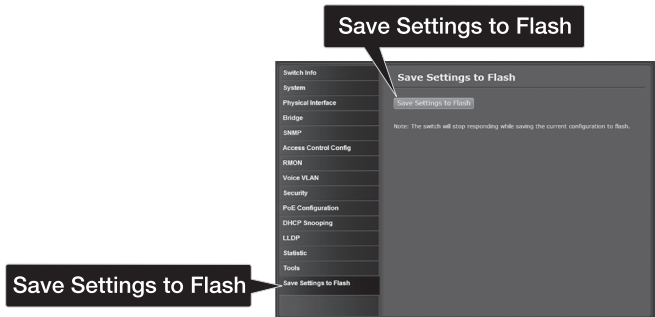 Save Settings to Flash
Switch Info
System
Physical Interface
Bridge
SNMP
Access Control Config
RMON
Voice VLAN
Security
PoE Configuration
DHCP Snooping
LLDP
Statistic
Tools
Save Settings to Flash
Save Settings to Flash
Save Settings to Flash
Note: The switch will stop responding while saving the current configuration to flash.
Save Settings to Flash